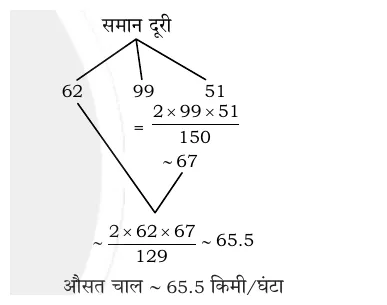 समान दूरी
62 99 51
= 2×99×51
150
~67
~ 2×62×67 ~ 65.5
129
औसत चाल ~ 65.5 किमी/घंटा